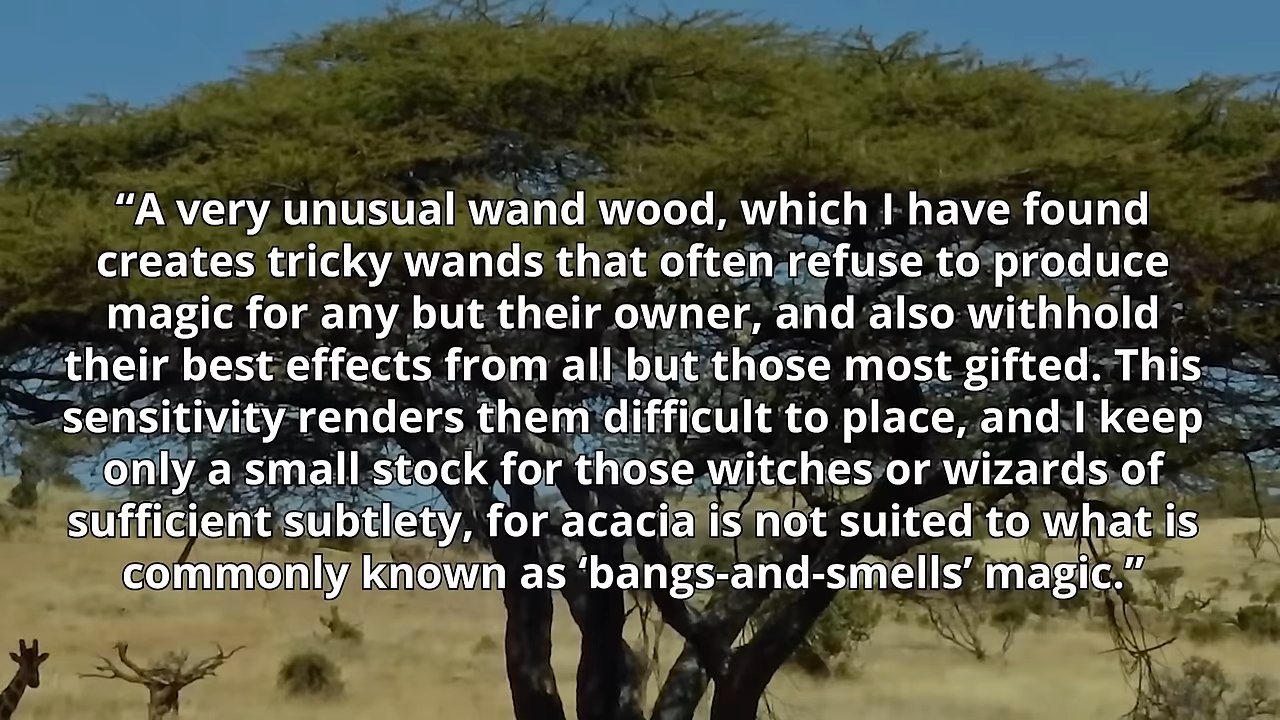 “A very unusual wand wood, which I have found
creates tricky wands that often refuse to produce
magic for any but their owner, and also withhold
their best effects from all but those most gifted. This
sensitivity renders them difficult to place, and I keep
only a small stock for those witches or wizards of
sufficient subtlety, for acacia is not suited to what is
commonly known as ‘bangs-and-smells’ magic.”